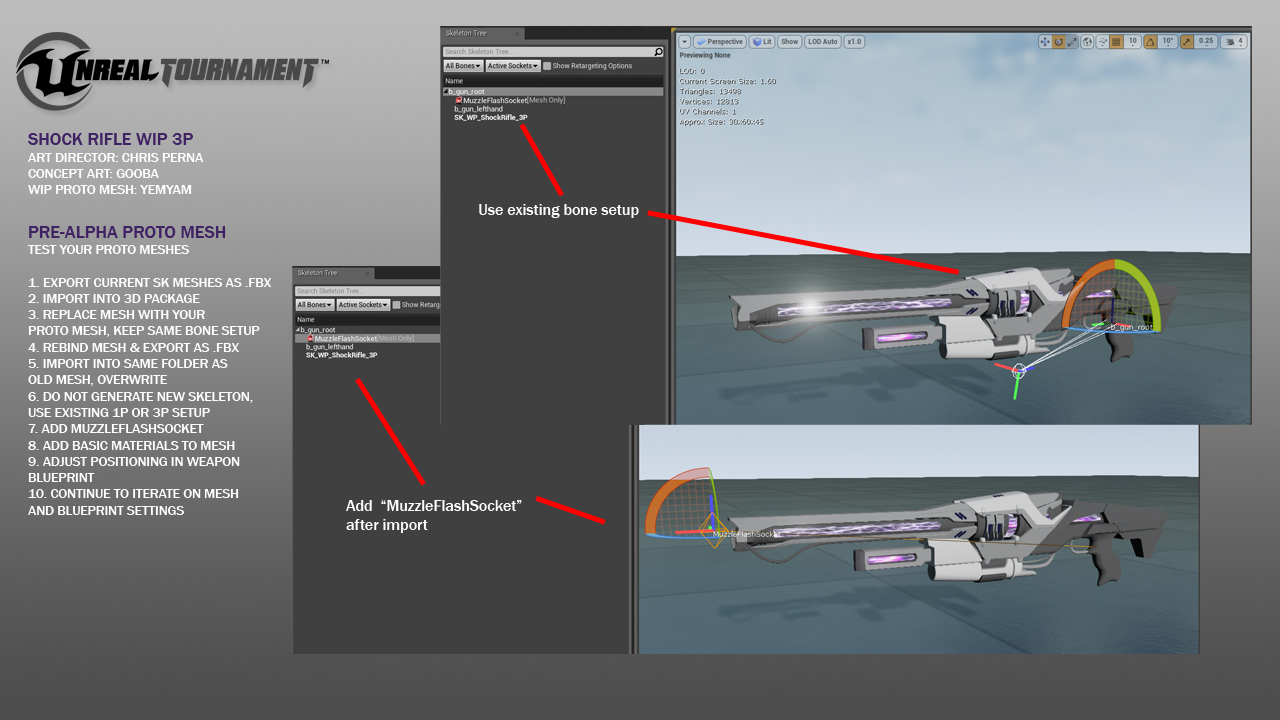 UNREAL TOURNAMENT™
SHOCK RIFLE WIP 3P
ART DIRECTOR: CHRIS PERNA
CONCEPT ART: GOOBA
WIP PROTO MESH: YEMYAM
PRE-ALPHA PROTO MESH
TEST YOUR PROTO MESHES
1. EXPORT CURRENT SK MESHES AS .FBX
2. IMPORT INTO 3D PACKAGE
3. REPLACE MESH WITH YOUR
PROTO MESH, KEEP SAME BONE SETUP
4. REBIND MESH & EXPORT AS .FBX
5. IMPORT INTO SAME FOLDER AS
OLD MESH, OVERWRITE
6. DO NOT GENERATE NEW SKELETON,
USE EXISTING 1P OR 3P SETUP
7. ADD MUZZLEFLASHSOCKET
8. ADD BASIC MATERIALS TO MESH
9. ADJUST POSITIONING IN WEAPON
BLUEPRINT
10. CONTINUE TO ITERATE ON MESH
AND BLUEPRINT SETTINGS
Skeleton Tree
Search Skeleton Tree...
All Bones Active Sockets Show Retargeting Options
Name
b_gun_root
MuzzleFlashSocket [Mesh Only]
b_gun_lefthand
SK_WP_ShockRifle_3P
Use existing bone setup
Perspective Lit Show LOD Auto x1.0 10 10° 0.25 4
Previewing None
LOD: 0
Current Screen Size: 1.60
Triangles: 13498
Vertices: 12813
UV Channels: 1
Approx Size: 30x60x45
b_gun_root
Skeleton Tree
Search Skeleton Tree...
All Bones Active Sockets Show Retarg
Name
b_gun_root
MuzzleFlashSocket [Mesh Only]
b_gun_lefthand
SK_WP_ShockRifle_3P
Add “MuzzleFlashSocket”
after import
MuzzleFlashSocket